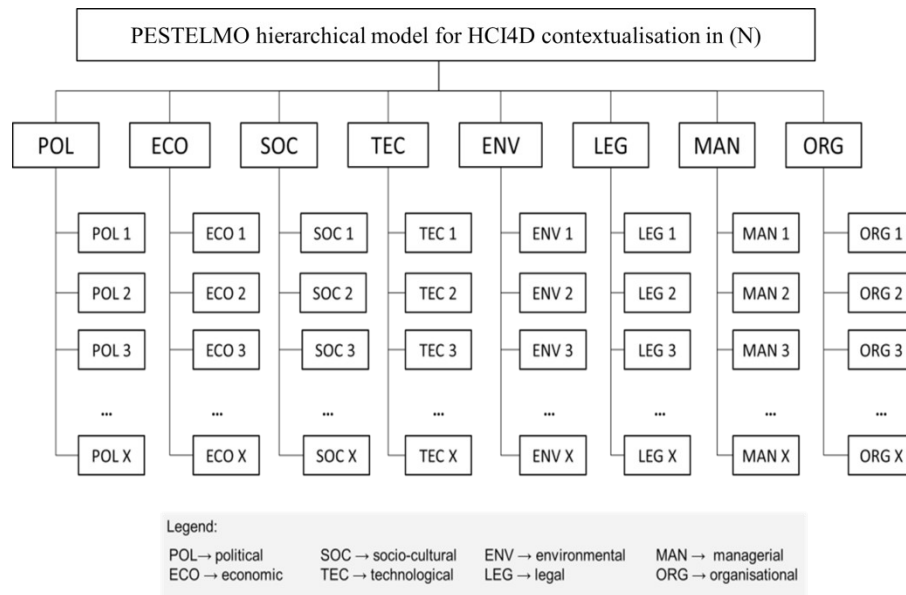 PESTELMO hierarchical model for HCI4D contextualisation in (N)
POL ECO SOC TEC ENV LEG MAN ORG
POL 1 ECO 1 SOC 1 TEC 1 ENV 1 LEG 1 MAN 1 ORG 1
POL 2 ECO 2 SOC 2 TEC 2 ENV 2 LEG 2 MAN 2 ORG 2
POL 3 ECO 3 SOC 3 TEC 3 ENV 3 LEG 3 MAN 3 ORG 3
... ... ... ... ... ... ... ...
POL X ECO X SOC X TEC X ENV X LEG X MAN X ORG X
Legend:
POL→ political SOC → socio-cultural ENV → environmental MAN → managerial
ECO → economic TEC → technological LEG → legal ORG → organisational